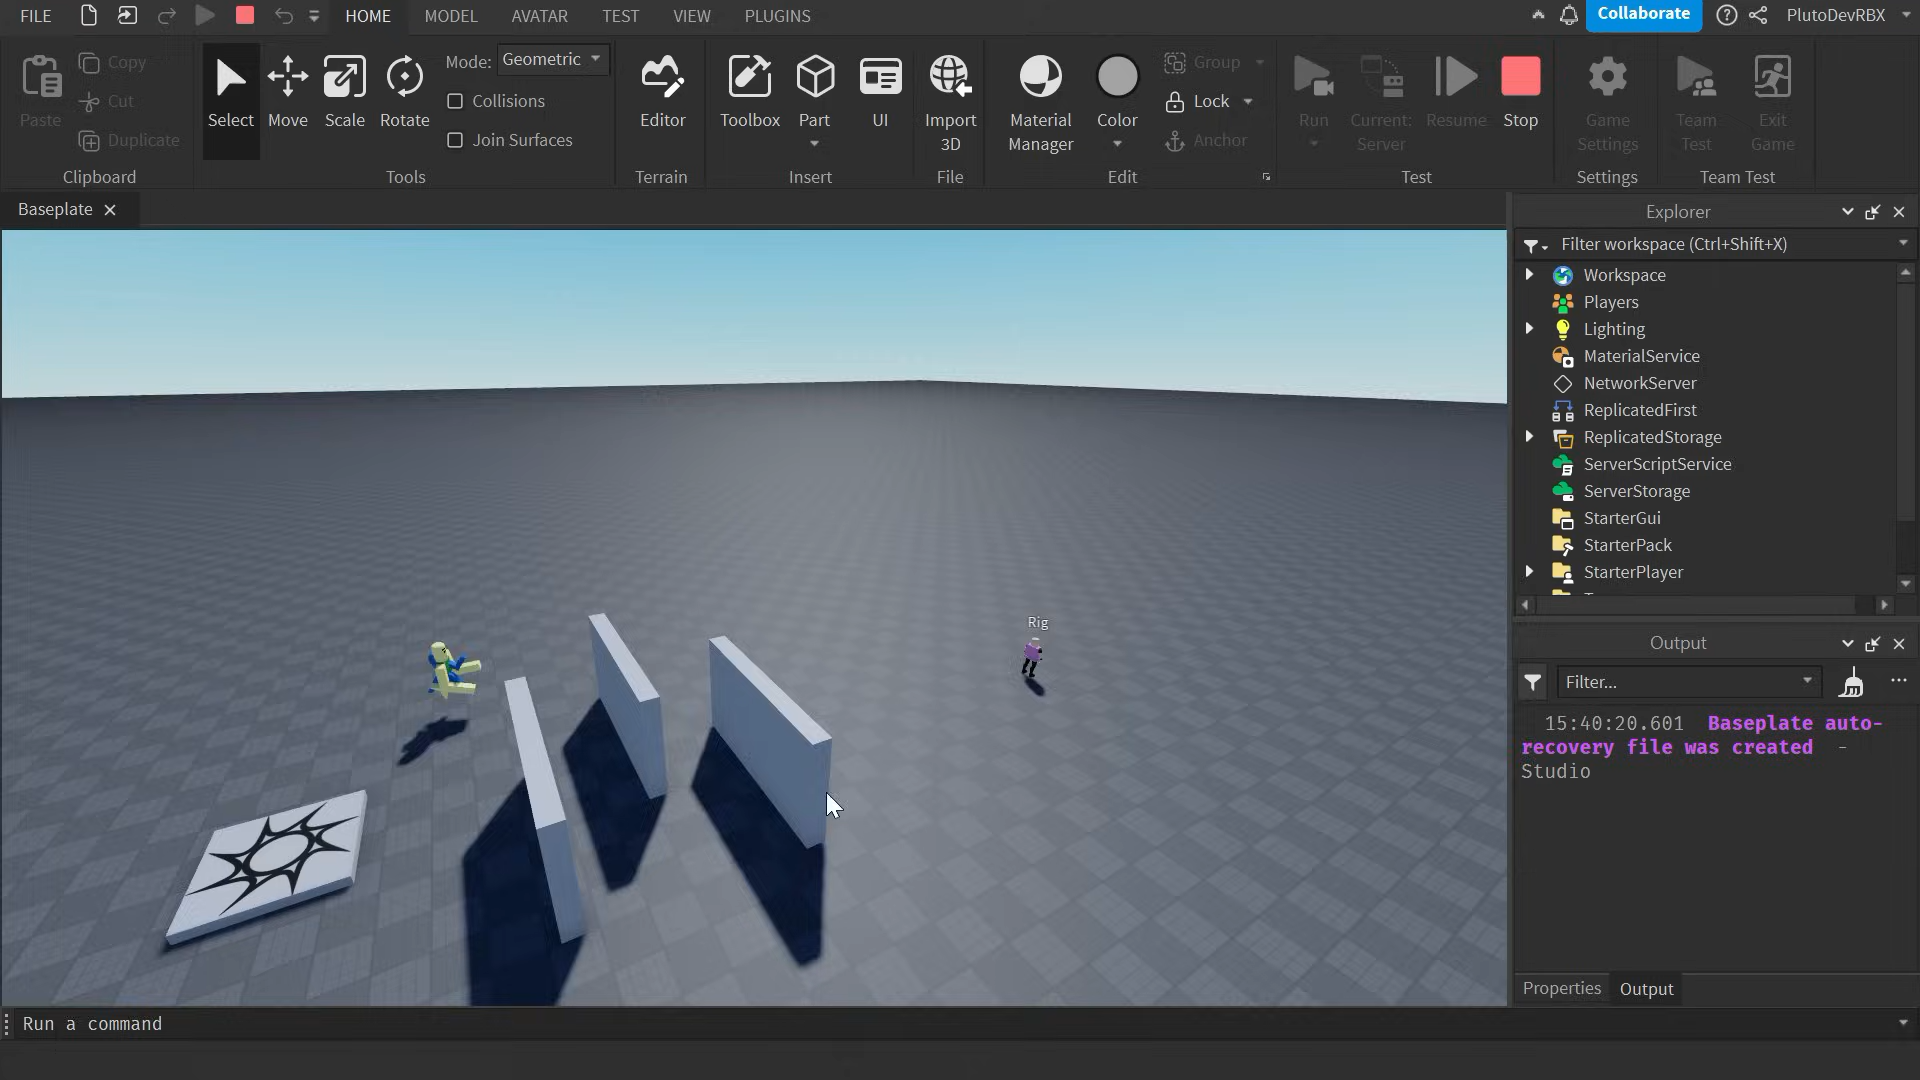 FILE HOME MODEL AVATAR TEST VIEW PLUGINS Collaborate PlutoDevRBX
Paste
Copy
Cut
Duplicate
Clipboard
Select Move Scale Rotate
Mode: Geometric
Collisions
Join Surfaces
Tools
Editor
Terrain
Toolbox Part UI
Insert
Import
3D
File
Material
Manager
Color
Group
Lock
Anchor
Edit
Run
Current:
Server
Resume Stop
Test
Game
Settings
Settings
Team
Test
Exit
Game
Team Test
Baseplate
Rig
Explorer
Filter workspace (Ctrl+Shift+X)
Workspace
Players
Lighting
MaterialService
NetworkServer
ReplicatedFirst
ReplicatedStorage
ServerScriptService
ServerStorage
StarterGui
StarterPack
StarterPlayer
Output
Filter...
15:40:20.601 Baseplate auto-
recovery file was created -
Studio
Properties Output
Run a command